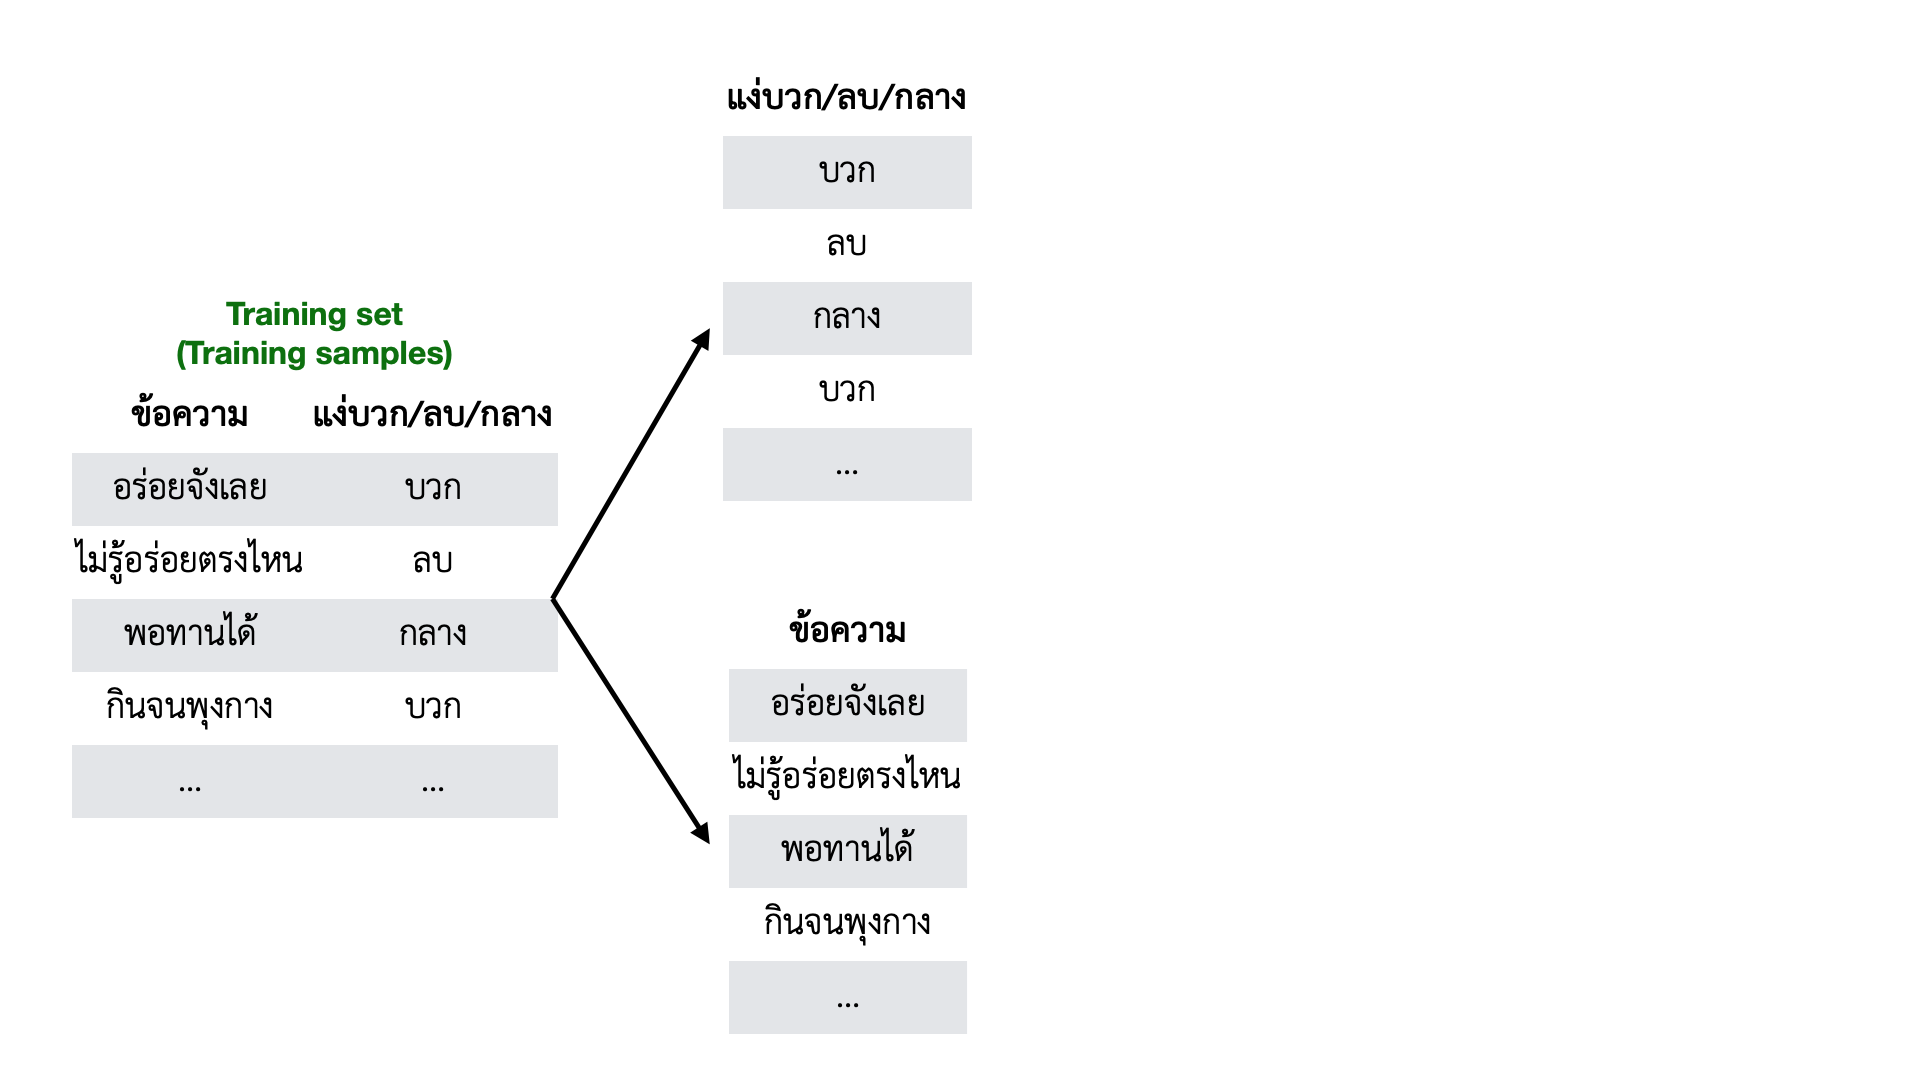 Training set
(Training samples)
ข้อความ แง่บวก/ลบ/กลาง
อร่อยจังเลย บวก
ไม่รู้อร่อยตรงไหน ลบ
พอทานได้ กลาง
กินจนพุงกาง บวก
... ...
แง่บวก/ลบ/กลาง
บวก
ลบ
กลาง
บวก
...
ข้อความ
อร่อยจังเลย
ไม่รู้อร่อยตรงไหน
พอทานได้
กินจนพุงกาง
...